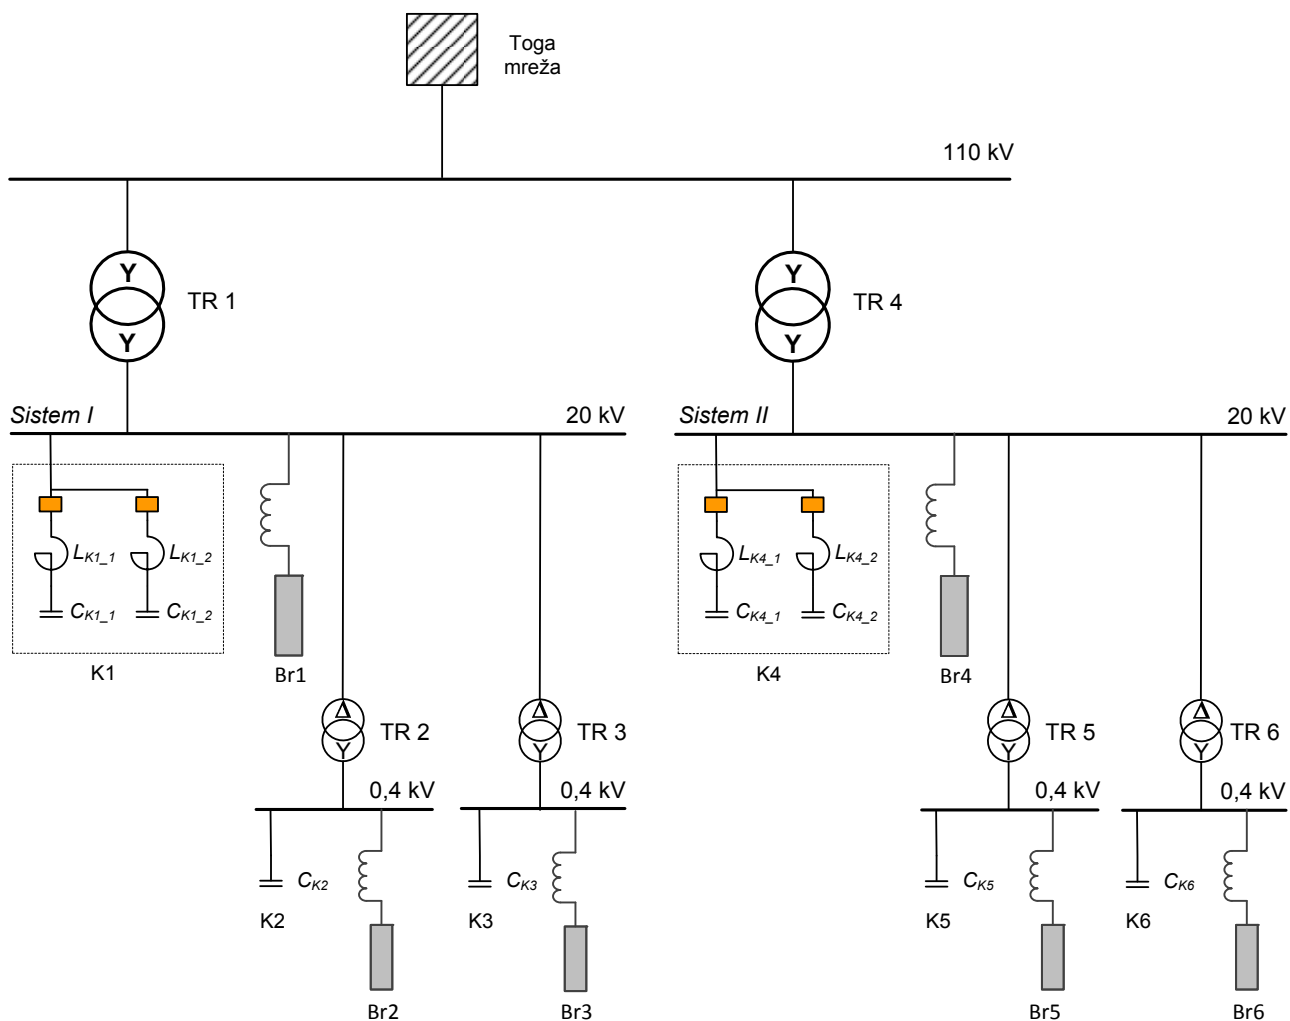 Toga
mreža
110 kV
Y
Y
TR 1
Y
Y
TR 4
Sistem I
20 kV
Sistem II
20 kV
LK1_1
LK1_2
CK1_1
CK1_2
K1
Br1
LK4_1
LK4_2
CK4_1
CK4_2
K4
Br4
Δ
Y
TR 2
Δ
Y
TR 3
Δ
Y
TR 5
Δ
Y
TR 6
0,4 kV
0,4 kV
0,4 kV
0,4 kV
CK2
K2
Br2
CK3
K3
Br3
CK5
K5
Br5
CK6
K6
Br6